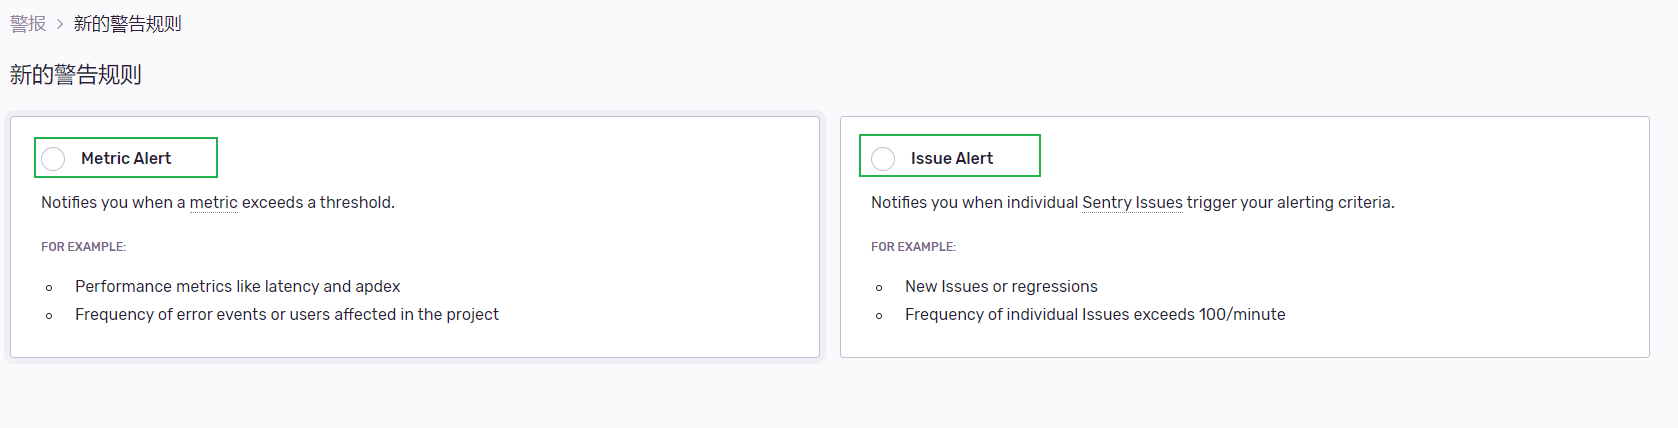 警报 > 新的警告规则
新的警告规则
Metric Alert
Notifies you when a metric exceeds a threshold.
FOR EXAMPLE:
Performance metrics like latency and apdex
Frequency of error events or users affected in the project
Issue Alert
Notifies you when individual Sentry Issues trigger your alerting criteria.
FOR EXAMPLE:
New Issues or regressions
Frequency of individual Issues exceeds 100/minute